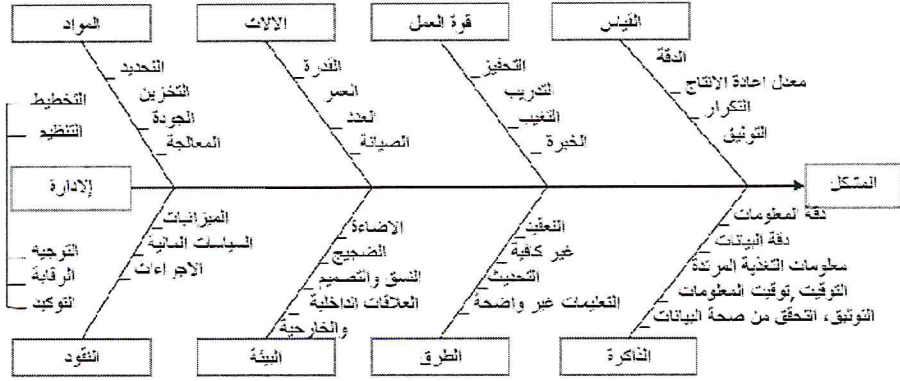 القياس
قوة العمل
الالات
المواد
الدقة
معدل اعادة الانتاج
التكرار
التوثيق
التحفيز
التدريب
التغيب
الخبرة
القدرة
العمر
العدد
الصيانة
التحديد
التخزين
الجودة
المعالجة
التخطيط
التنظيم
المشكل
الادارة
التوجيه
الرقابة
التوكيد
دقة المعلومات
دقة البيانات
معلومات التغذية المرتدة
التوقيت ,توقيت المعلومات
التوثيق، التحقق من صحة البيانات
التعقيد
غير كافية
التحديث
التعليمات غير واضحة
الاضاءة
الضجيج
النسق والتصميم
العلاقات الداخلية
والخارجية
الميزانيات
السياسات المالية
الاجراءات
الذاكرة
الطرق
البيئة
النقود